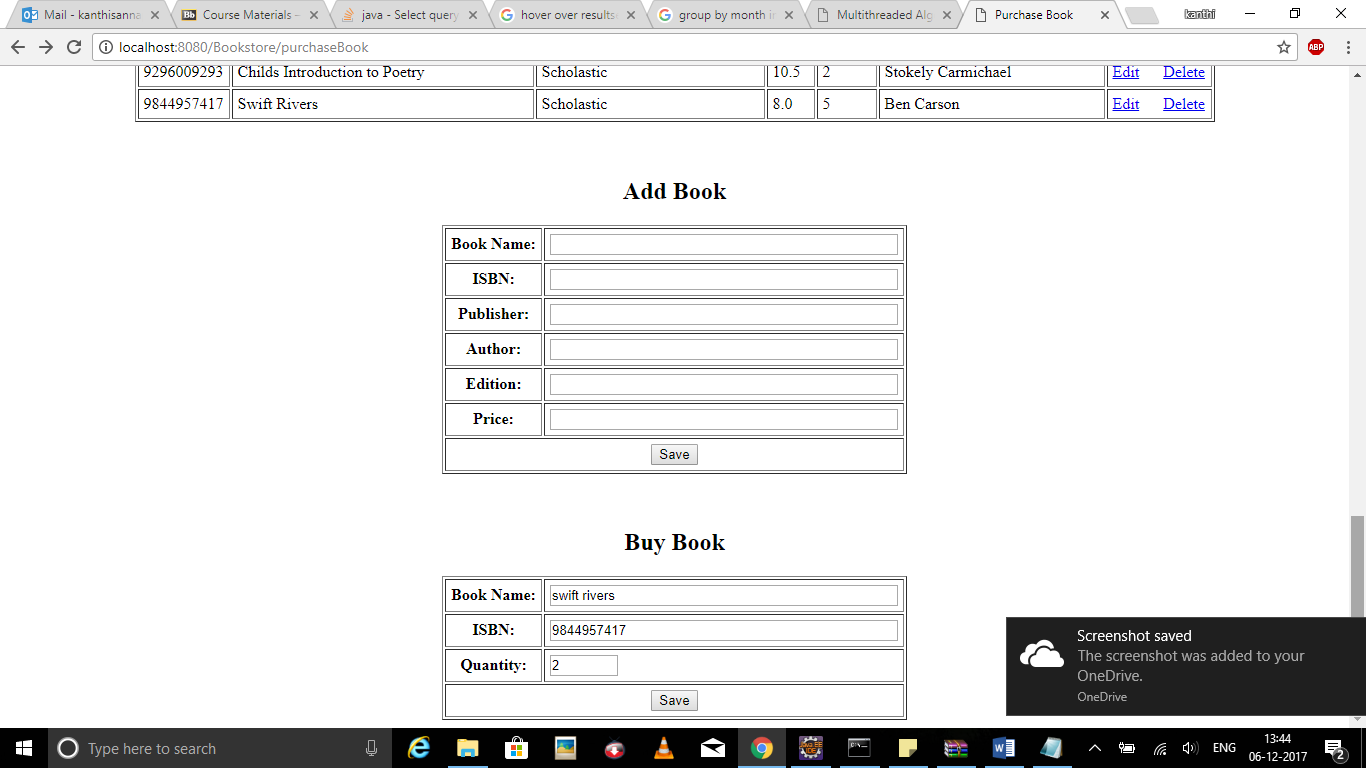 Mail - kanthisanna
Bb Course Materials –
java - Select query
hover over results
group by month i
Multithreaded Alg
Purchase Book
kanthi
localhost:8080/Bookstore/purchaseBook
ABP
9296009293 Childs Introduction to Poetry Scholastic 10.5 2 Stokely Carmichael Edit Delete
9844957417 Swift Rivers Scholastic 8.0 5 Ben Carson Edit Delete
Add Book
Book Name:
ISBN:
Publisher:
Author:
Edition:
Price:
Save
Buy Book
Book Name: swift rivers
ISBN: 9844957417
Quantity: 2
Save
Screenshot saved
The screenshot was added to your
OneDrive.
OneDrive
Type here to search
ENG
13:44
06-12-2017
2